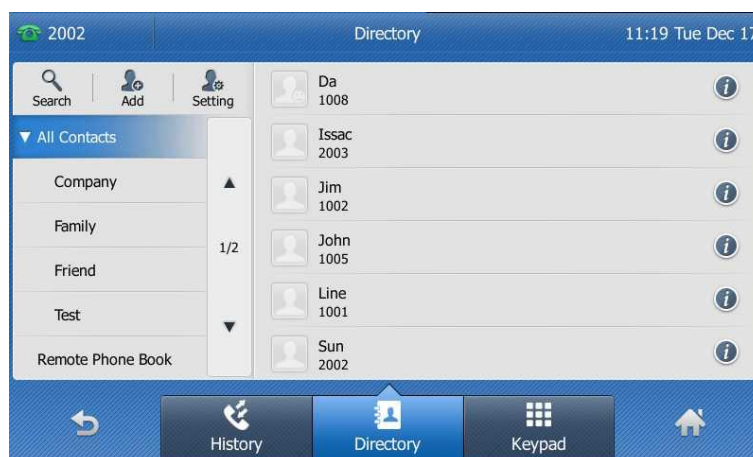 2002
Directory
11:19 Tue Dec 17
Search
Add
Setting
All Contacts
Company
Family
Friend
Test
Remote Phone Book
1/2
Da
1008
Issac
2003
Jim
1002
John
1005
Line
1001
Sun
2002
History
Directory
Keypad